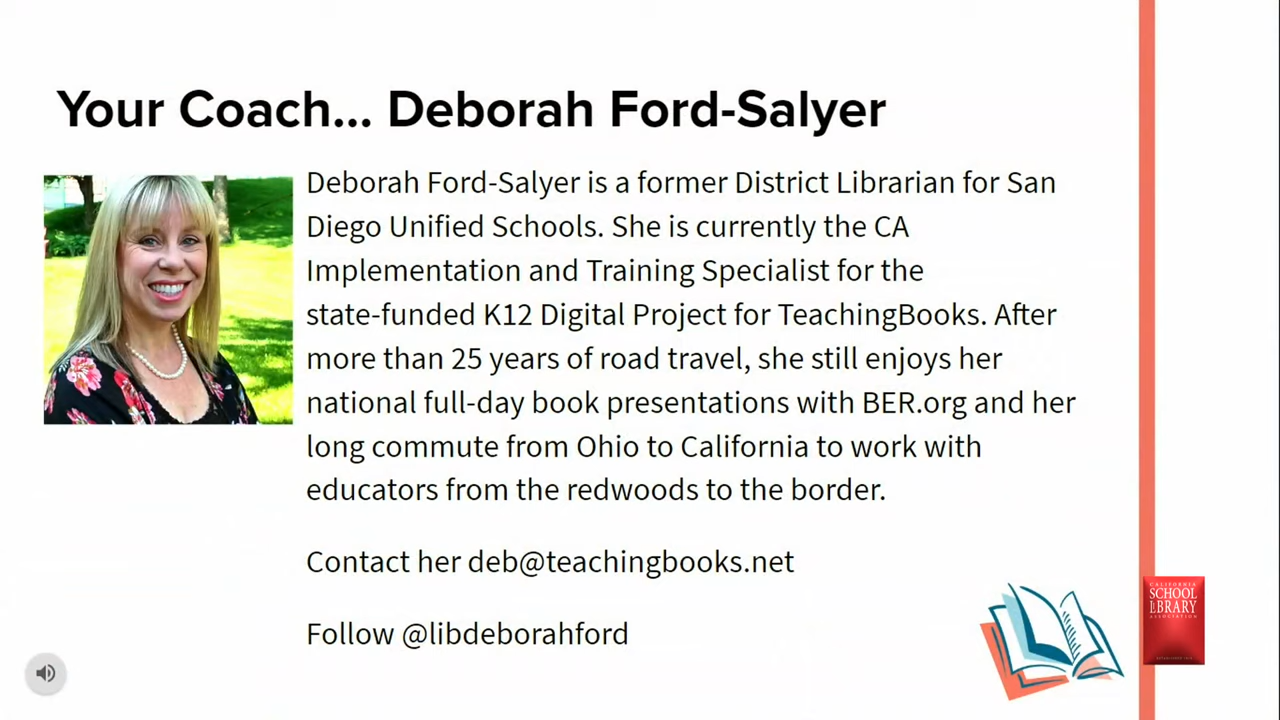 Your Coach... Deborah Ford-Salyer
Deborah Ford-Salyer is a former District Librarian for San
Diego Unified Schools. She is currently the CA
Implementation and Training Specialist for the
state-funded K12 Digital Project for TeachingBooks. After
more than 25 years of road travel, she still enjoys her
national full-day book presentations with BER.org and her
long commute from Ohio to California to work with
educators from the redwoods to the border.
Contact her deb@teachingbooks.net
Follow @libdeborahford
CALIFORNIA
SCHOOL
LIBRARY
ASSOCIATION